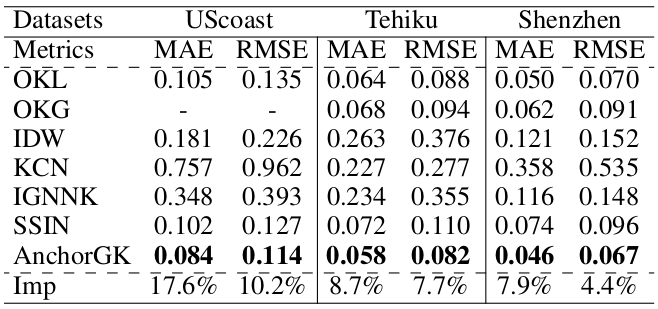 Datasets UScoast Tehiku Shenzhen
Metrics MAE RMSE MAE RMSE MAE RMSE
OKL 0.105 0.135 0.064 0.088 0.050 0.070
OKG - - 0.068 0.094 0.062 0.091
IDW 0.181 0.226 0.263 0.376 0.121 0.152
KCN 0.757 0.962 0.227 0.277 0.358 0.535
IGNNK 0.348 0.393 0.234 0.355 0.116 0.148
SSIN 0.102 0.127 0.072 0.110 0.074 0.096
AnchorGK 0.084 0.114 0.058 0.082 0.046 0.067
Imp 17.6% 10.2% 8.7% 7.7% 7.9% 4.4%